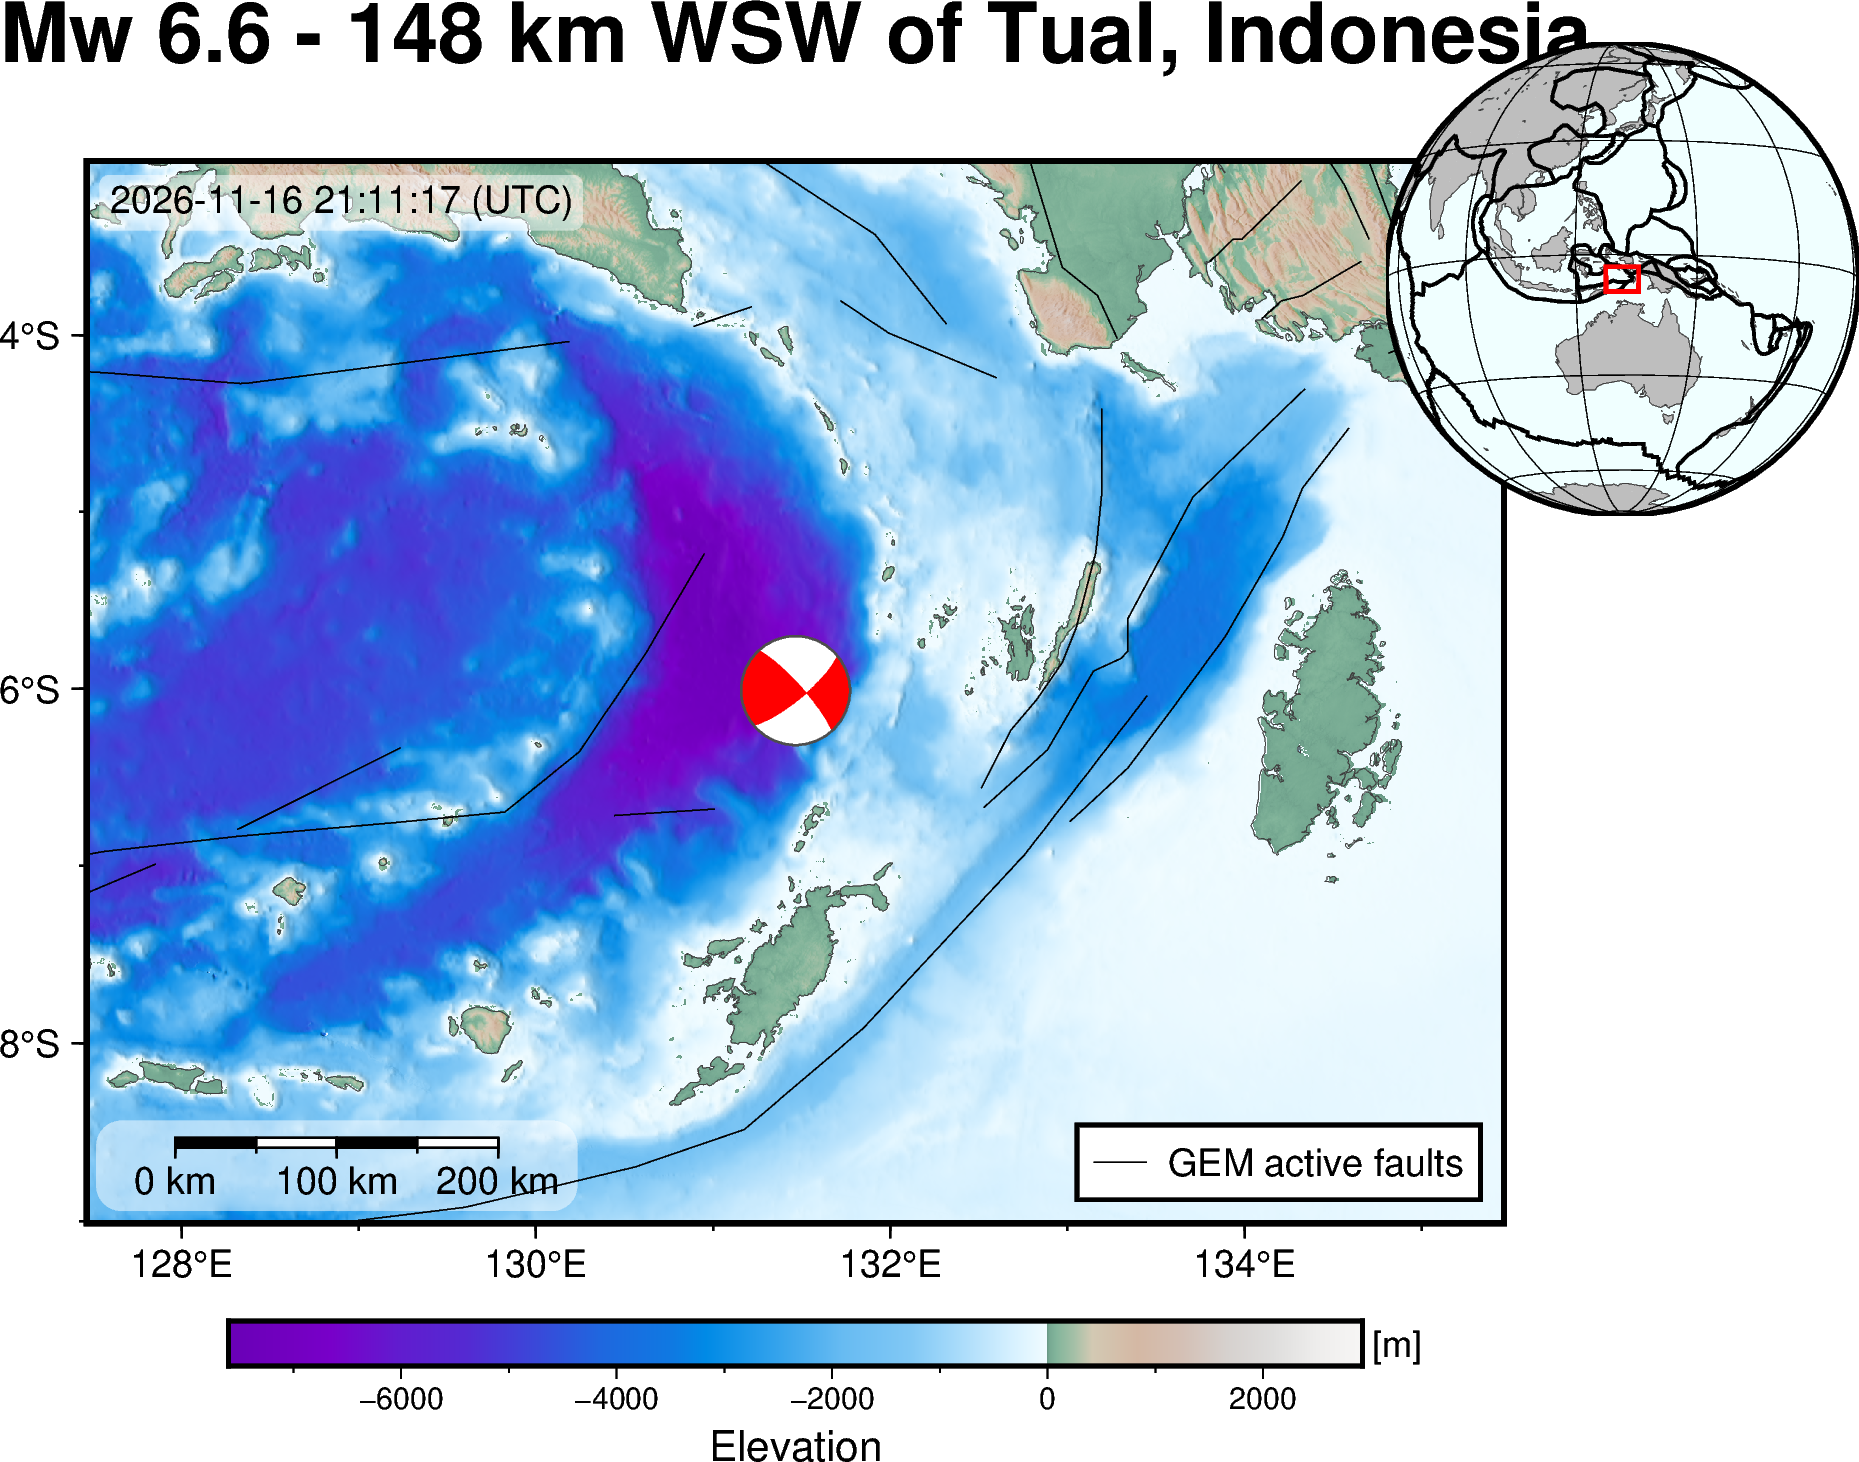 Mw 6.6 - 148 km WSW of Tual, Indonesia
2026-11-16 21:11:17 (UTC)
4°S
6°S
8°S
0 km 100 km 200 km
GEM active faults
128°E 130°E 132°E 134°E
[m]
−6000 −4000 −2000 0 2000
Elevation